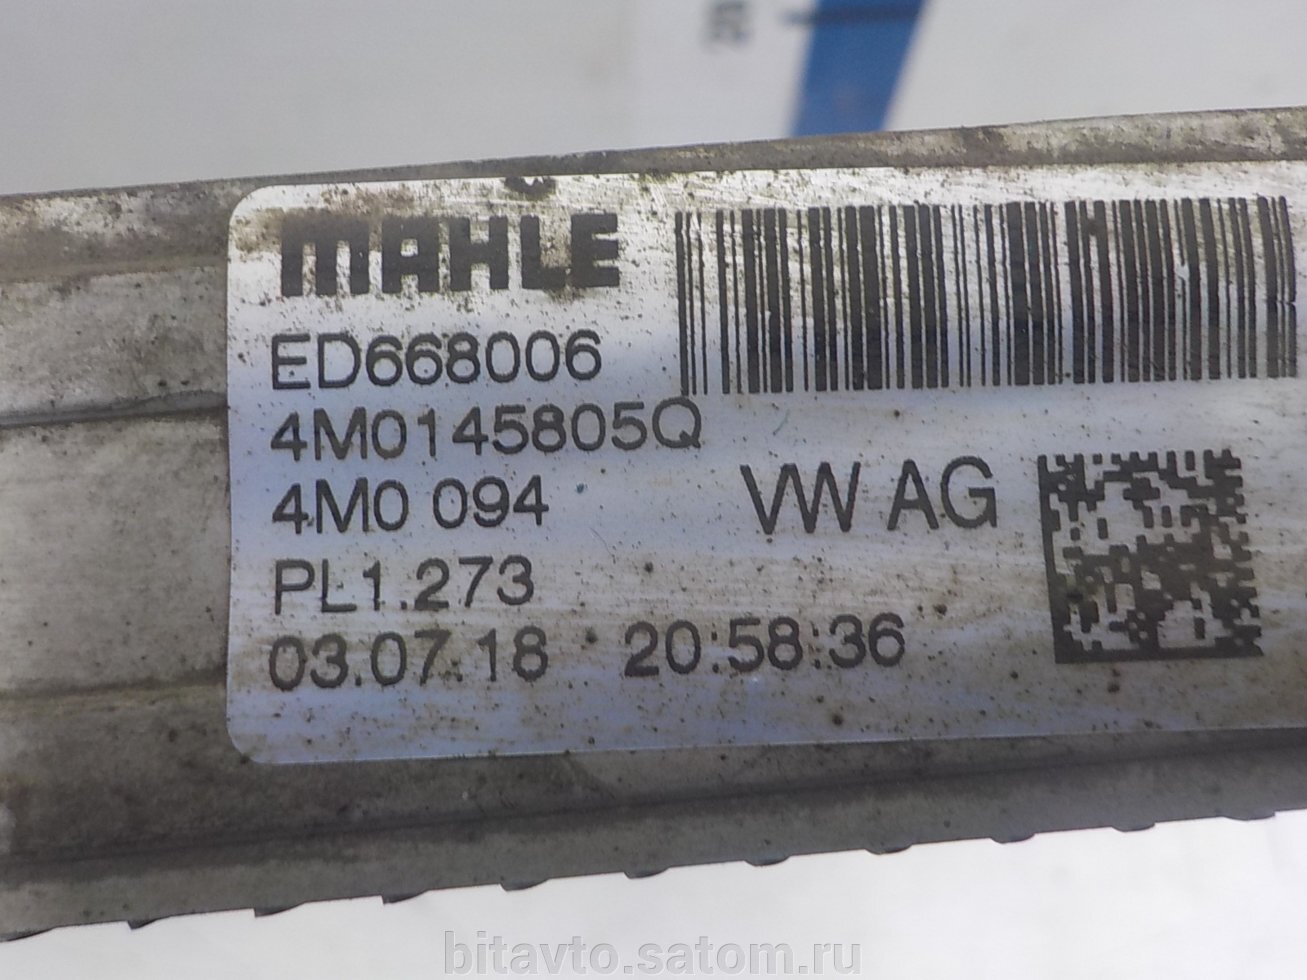 MAHLE
ED668006
4M0145805Q
4M0 094
VW AG
PL1.273
03.07.18 20:58:36
bitavto.satom.ru